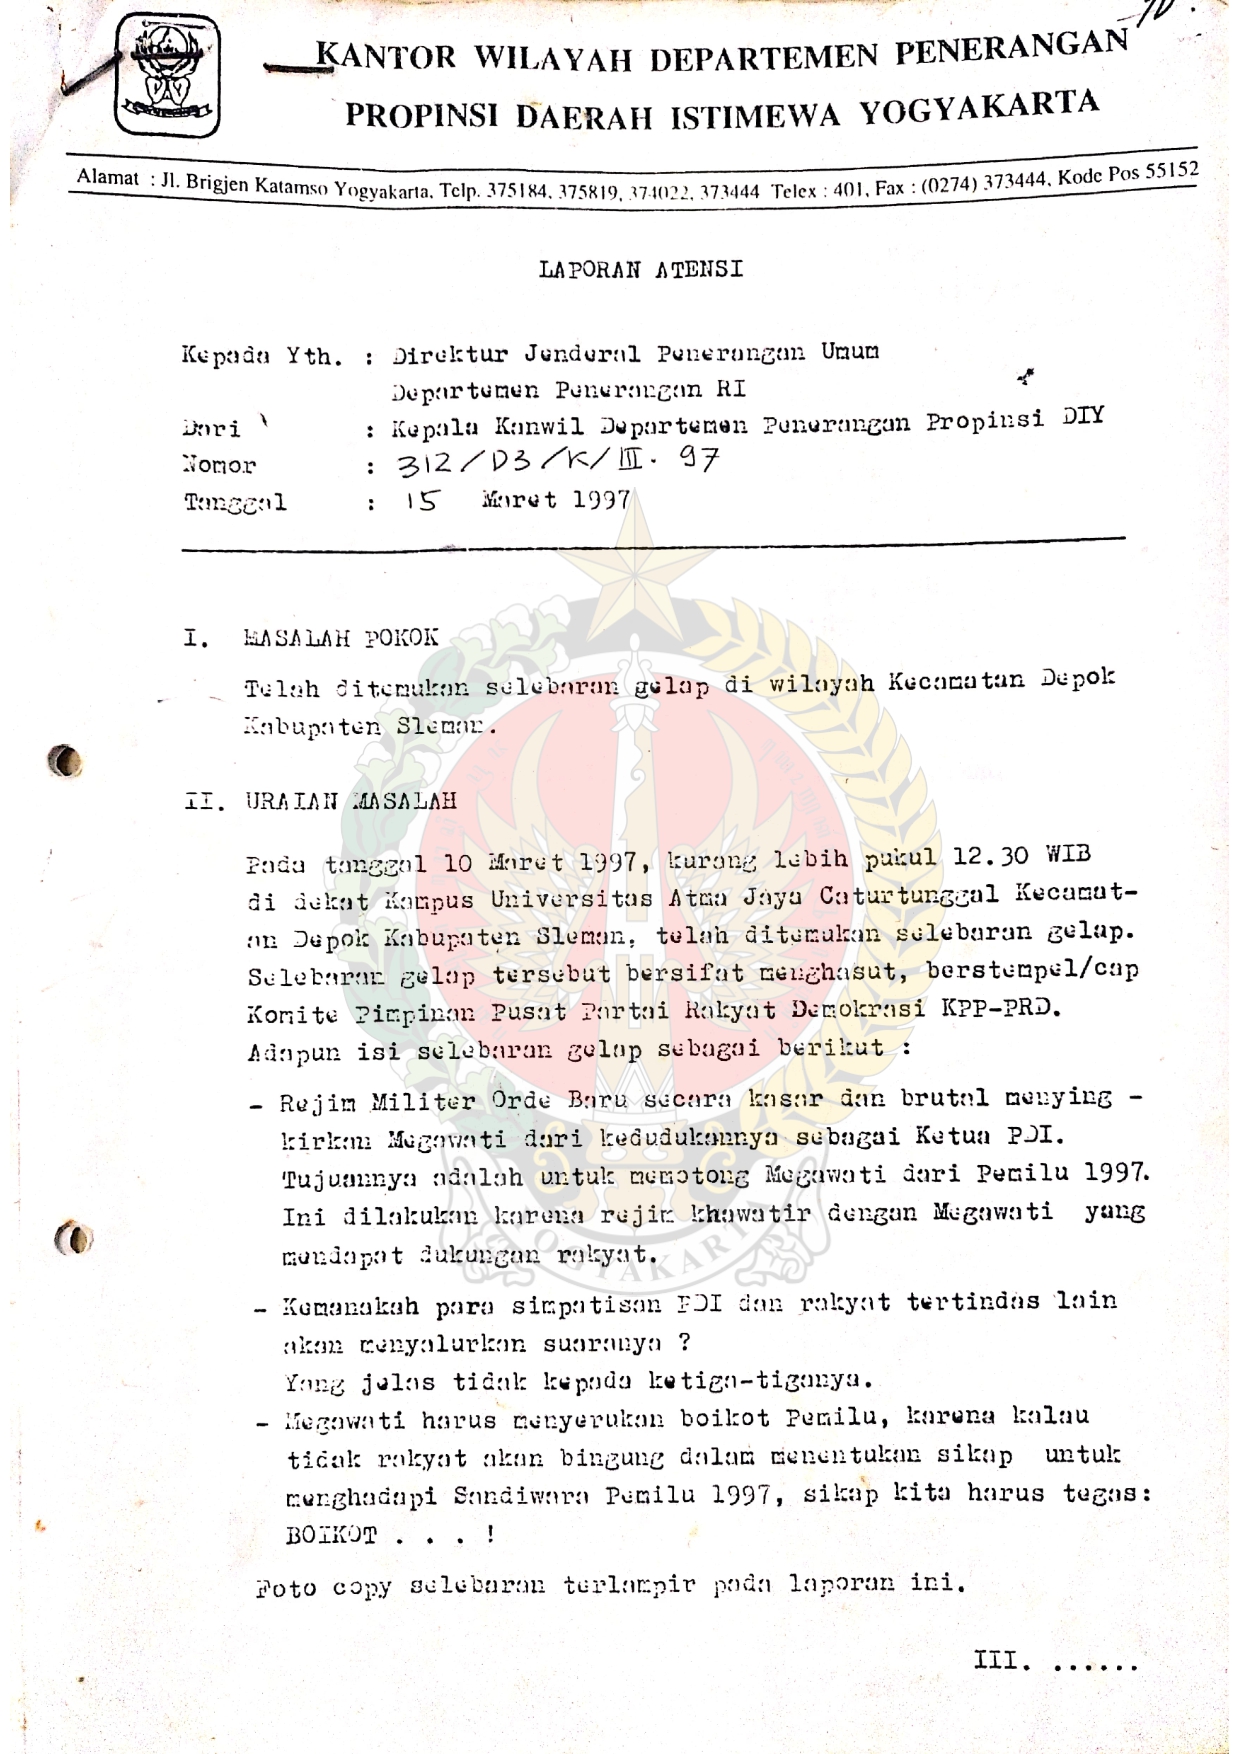 KANTOR WILAYAH DEPARTEMEN PENERANGAN
PROPINSI DAERAH ISTIMEWA YOGYAKARTA
Alamat : Jl. Brigjen Katamso Yogyakarta, Telp. 375184, 375819, 374022, 373444 Telex : 401, Fax : (0274) 373444, Kode Pos 55152
LAPORAN ATENSI
Kepada Yth. : Direktur Jenderal Penerangan Umum
Departemen Penerangan RI
Dari : Kepala Kanwil Departemen Penerangan Propinsi DIY
Nomor : 312/D3/K/III. 97
Tanggal : 15 Maret 1997
I. MASALAH POKOK
Telah ditemukan selebaran gelap di wilayah Kecamatan Depok
Kabupaten Sleman.
II. URAIAN MASALAH
Pada tanggal 10 Maret 1997, kurang lebih pukul 12.30 WIB
di dekat Kampus Universitas Atma Jaya Caturtunggal Kecamat-
an Depok Kabupaten Sleman, telah ditemukan selebaran gelap.
Selebaran gelap tersebut bersifat menghasut, berstempel/cap
Komite Pimpinan Pusat Partai Rakyat Demokrasi KPP-PRD.
Adapun isi selebaran gelap sebagai berikut :
- Rejim Militer Orde Baru secara kasar dan brutal menying -
kirkan Megawati dari kedudukannya sebagai Ketua PDI.
Tujuannya adalah untuk memotong Megawati dari Pemilu 1997.
Ini dilakukan karena rejim khawatir dengan Megawati yang
mendapat dukungan rakyat.
- Kemanakah para simpatisan PDI dan rakyat tertindas lain
akan menyalurkan suaranya ?
Yang jelas tidak kepada ketiga-tiganya.
- Megawati harus menyerukan boikot Pemilu, karena kalau
tidak rakyat akan bingung dalam menentukan sikap untuk
menghadapi Sandiwara Pemilu 1997, sikap kita harus tegas:
BOIKOT . . . !
Foto copy selebaran terlampir pada laporan ini.
III. ......
YOGYAKARTA